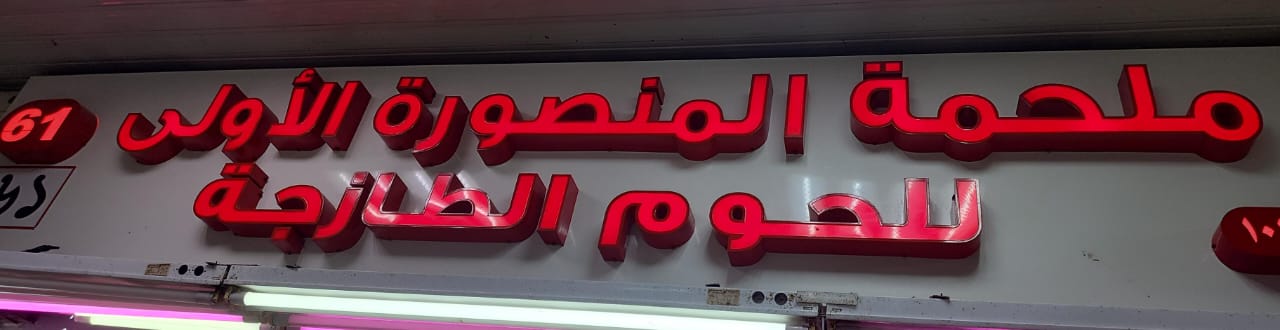 ملحمة المنصورة الأولى
للحوم الطازجة
61